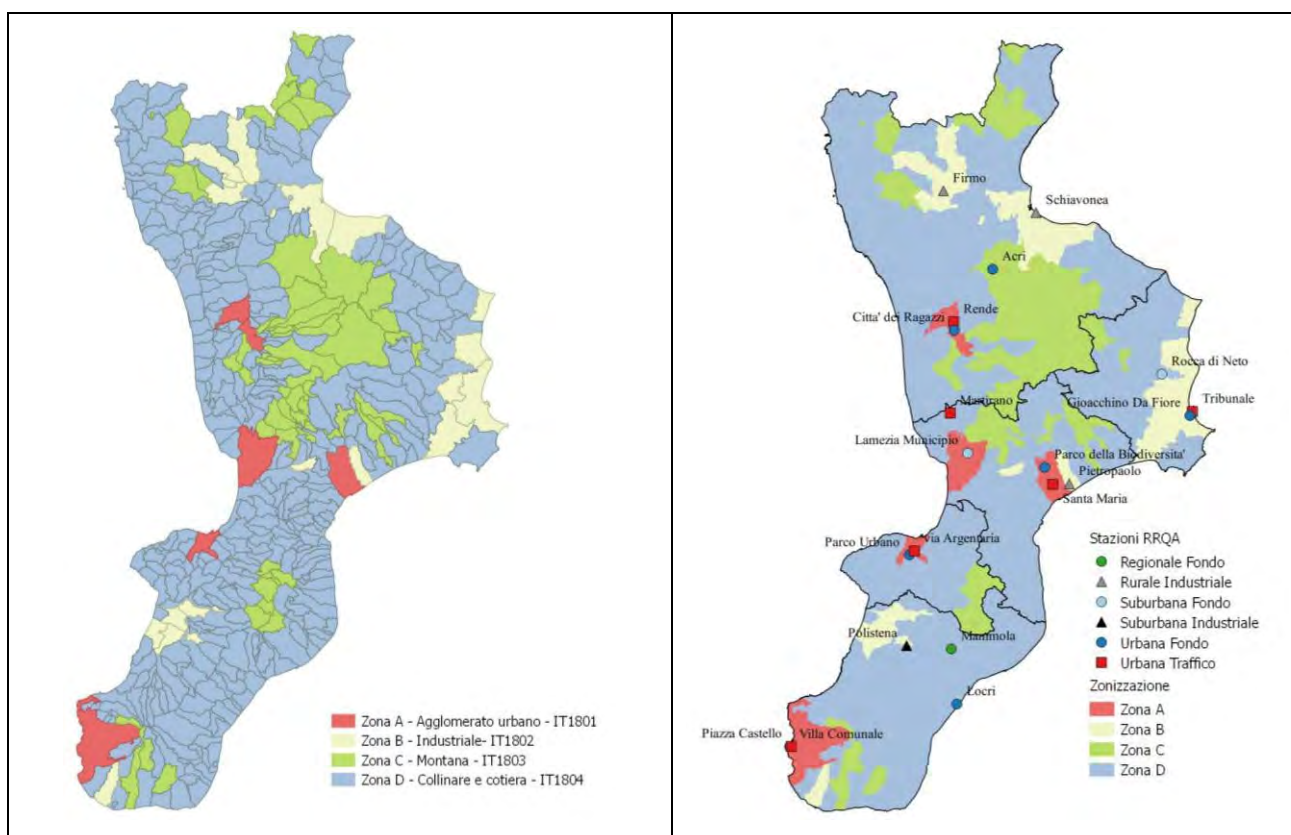 Zona A - Agglomerato urbano - IT1801
Zona B - Industriale- IT1802
Zona C - Montana - IT1803
Zona D - Collinare e cotiera - IT1804
Firmo
Schiavonea
Acri
Rende
Citta' dei Ragazzi
Rocca di Neto
Martirano
Gioacchino Da Fiore
Tribunale
Lamezia Municipio
Parco della Biodiversita'
Pietropaolo
Santa Maria
Parco Urbano
via Argentaria
Polistena
Mammola
Locri
Piazza Castello
Villa Comunale
Stazioni RRQA
Regionale Fondo
Rurale Industriale
Suburbana Fondo
Suburbana Industriale
Urbana Fondo
Urbana Traffico
Zonizzazione
Zona A
Zona B
Zona C
Zona D